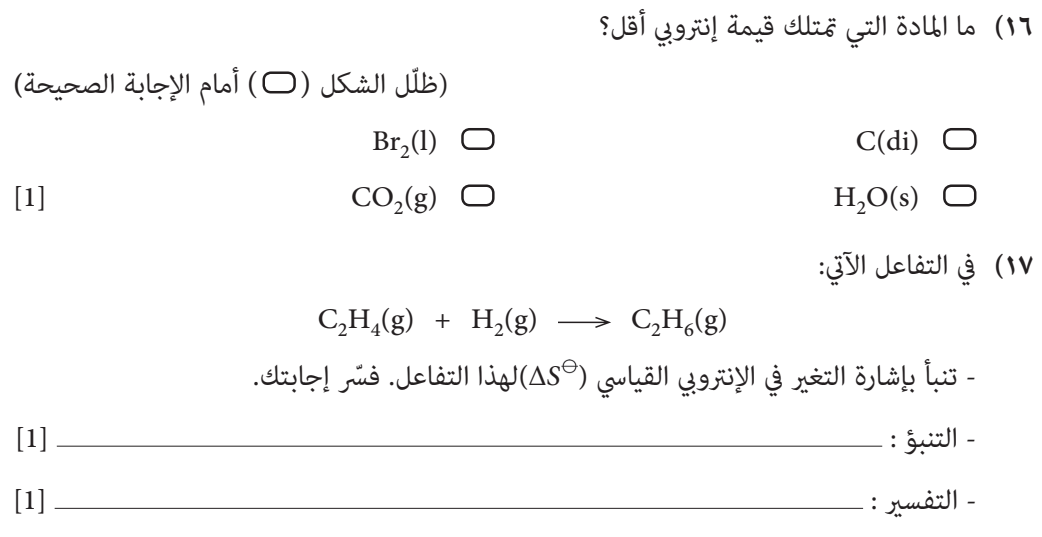 ١٦) ما المادة التي تمتلك قيمة إنتروبي أقل؟
(ظلّل الشكل ( ) أمام الإجابة الصحيحة)
C(di) Br₂(l)
H₂O(s) CO₂(g) [1]
١٧) في التفاعل الآتي:
C₂H₄(g) + H₂(g) ⟶ C₂H₆(g)
- تنبأ بإشارة التغير في الإنتروبي القياسي (ΔS⊖)لهذا التفاعل. فسّر إجابتك.
- التنبؤ : [1]
- التفسير : [1]